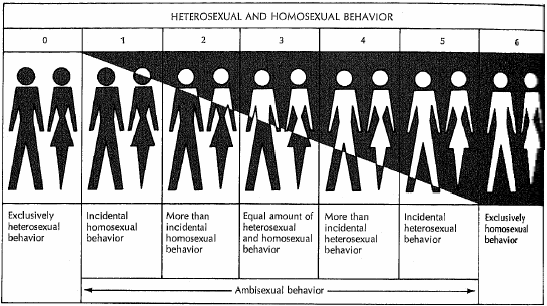 HETEROSEXUAL AND HOMOSEXUAL BEHAVIOR
0 1 2 3 4 5 6
Exclusively
heterosexual
behavior
Incidental
homosexual
behavior
More than
incidental
homosexual
behavior
Equal amount of
heterosexual
and homosexual
behavior
More than
incidental
heterosexual
behavior
Incidental
heterosexual
behavior
Exclusively
homosexual
behavior
Ambisexual behavior